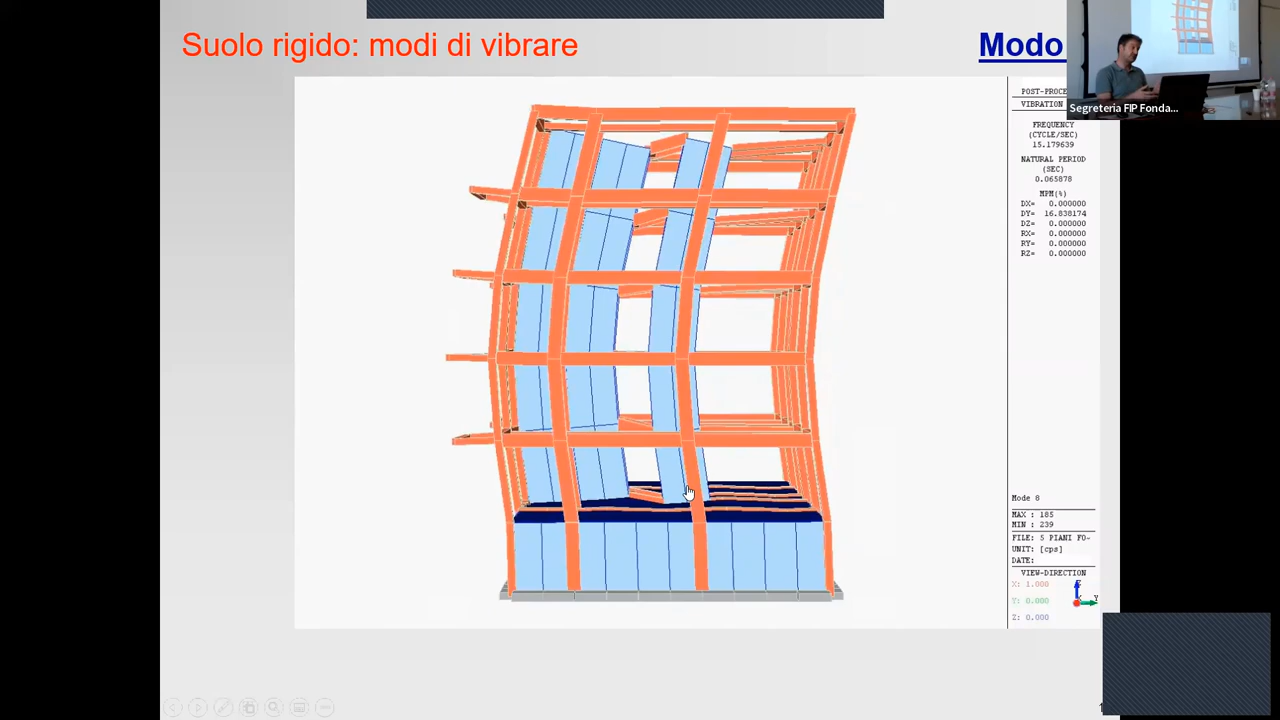 Suolo rigido: modi di vibrare
Modo
Segreteria FIP Fonda...
POST-PROCE
VIBRATION
FREQUENCY
(CYCLE/SEC)
15.179639
NATURAL PERIOD
(SEC)
0.065878
MPM(%)
DX= 0.000000
DY= 16.838174
DZ= 0.000000
RX= 0.000000
RY= 0.000000
RZ= 0.000000
Mode 8
MAX : 185
MIN : 239
FILE: 5 PIANI FO~
UNIT: [cps]
DATE:
VIEW-DIRECTION
X: 1.000
Y: 0.000
Z: 0.000
Z
Y
1